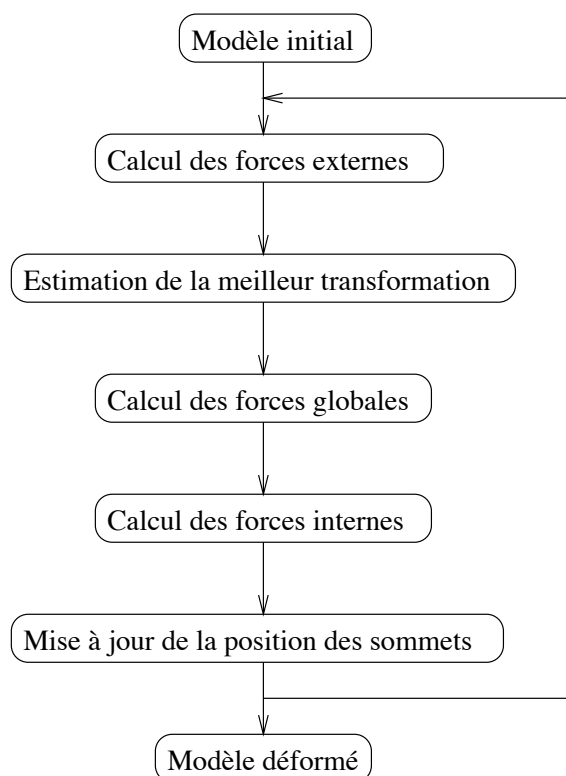 Modèle initial
Calcul des forces externes
Estimation de la meilleur transformation
Calcul des forces globales
Calcul des forces internes
Mise à jour de la position des sommets
Modèle déformé